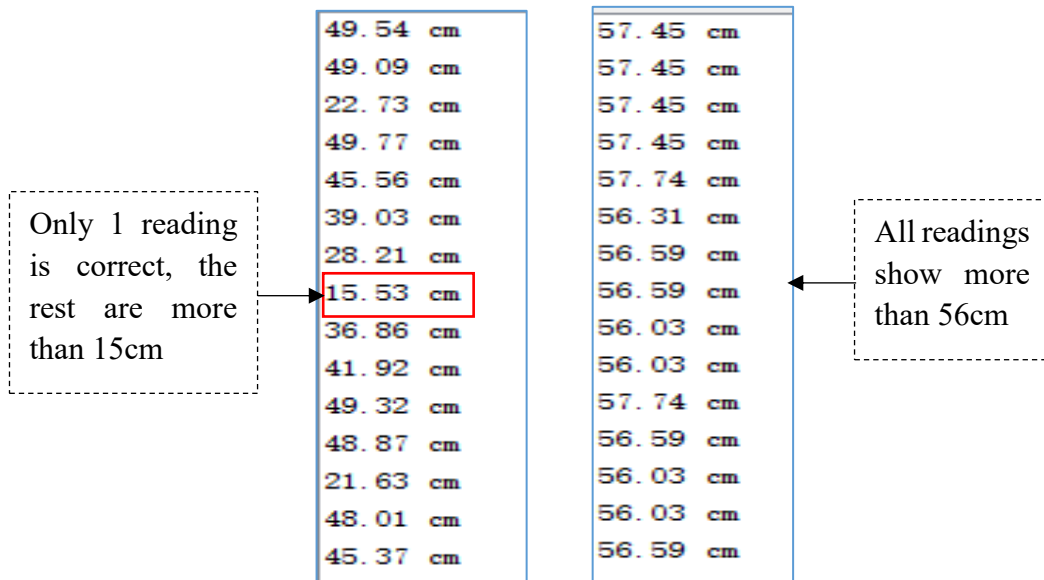 Only 1 reading
is correct, the
rest are more
than 15cm
49.54 cm
49.09 cm
22.73 cm
49.77 cm
45.56 cm
39.03 cm
28.21 cm
15.53 cm
36.86 cm
41.92 cm
49.32 cm
48.87 cm
21.63 cm
48.01 cm
45.37 cm
57.45 cm
57.45 cm
57.45 cm
57.45 cm
57.74 cm
56.31 cm
56.59 cm
56.59 cm
56.03 cm
56.03 cm
57.74 cm
56.59 cm
56.03 cm
56.03 cm
56.59 cm
All readings
show more
than 56cm